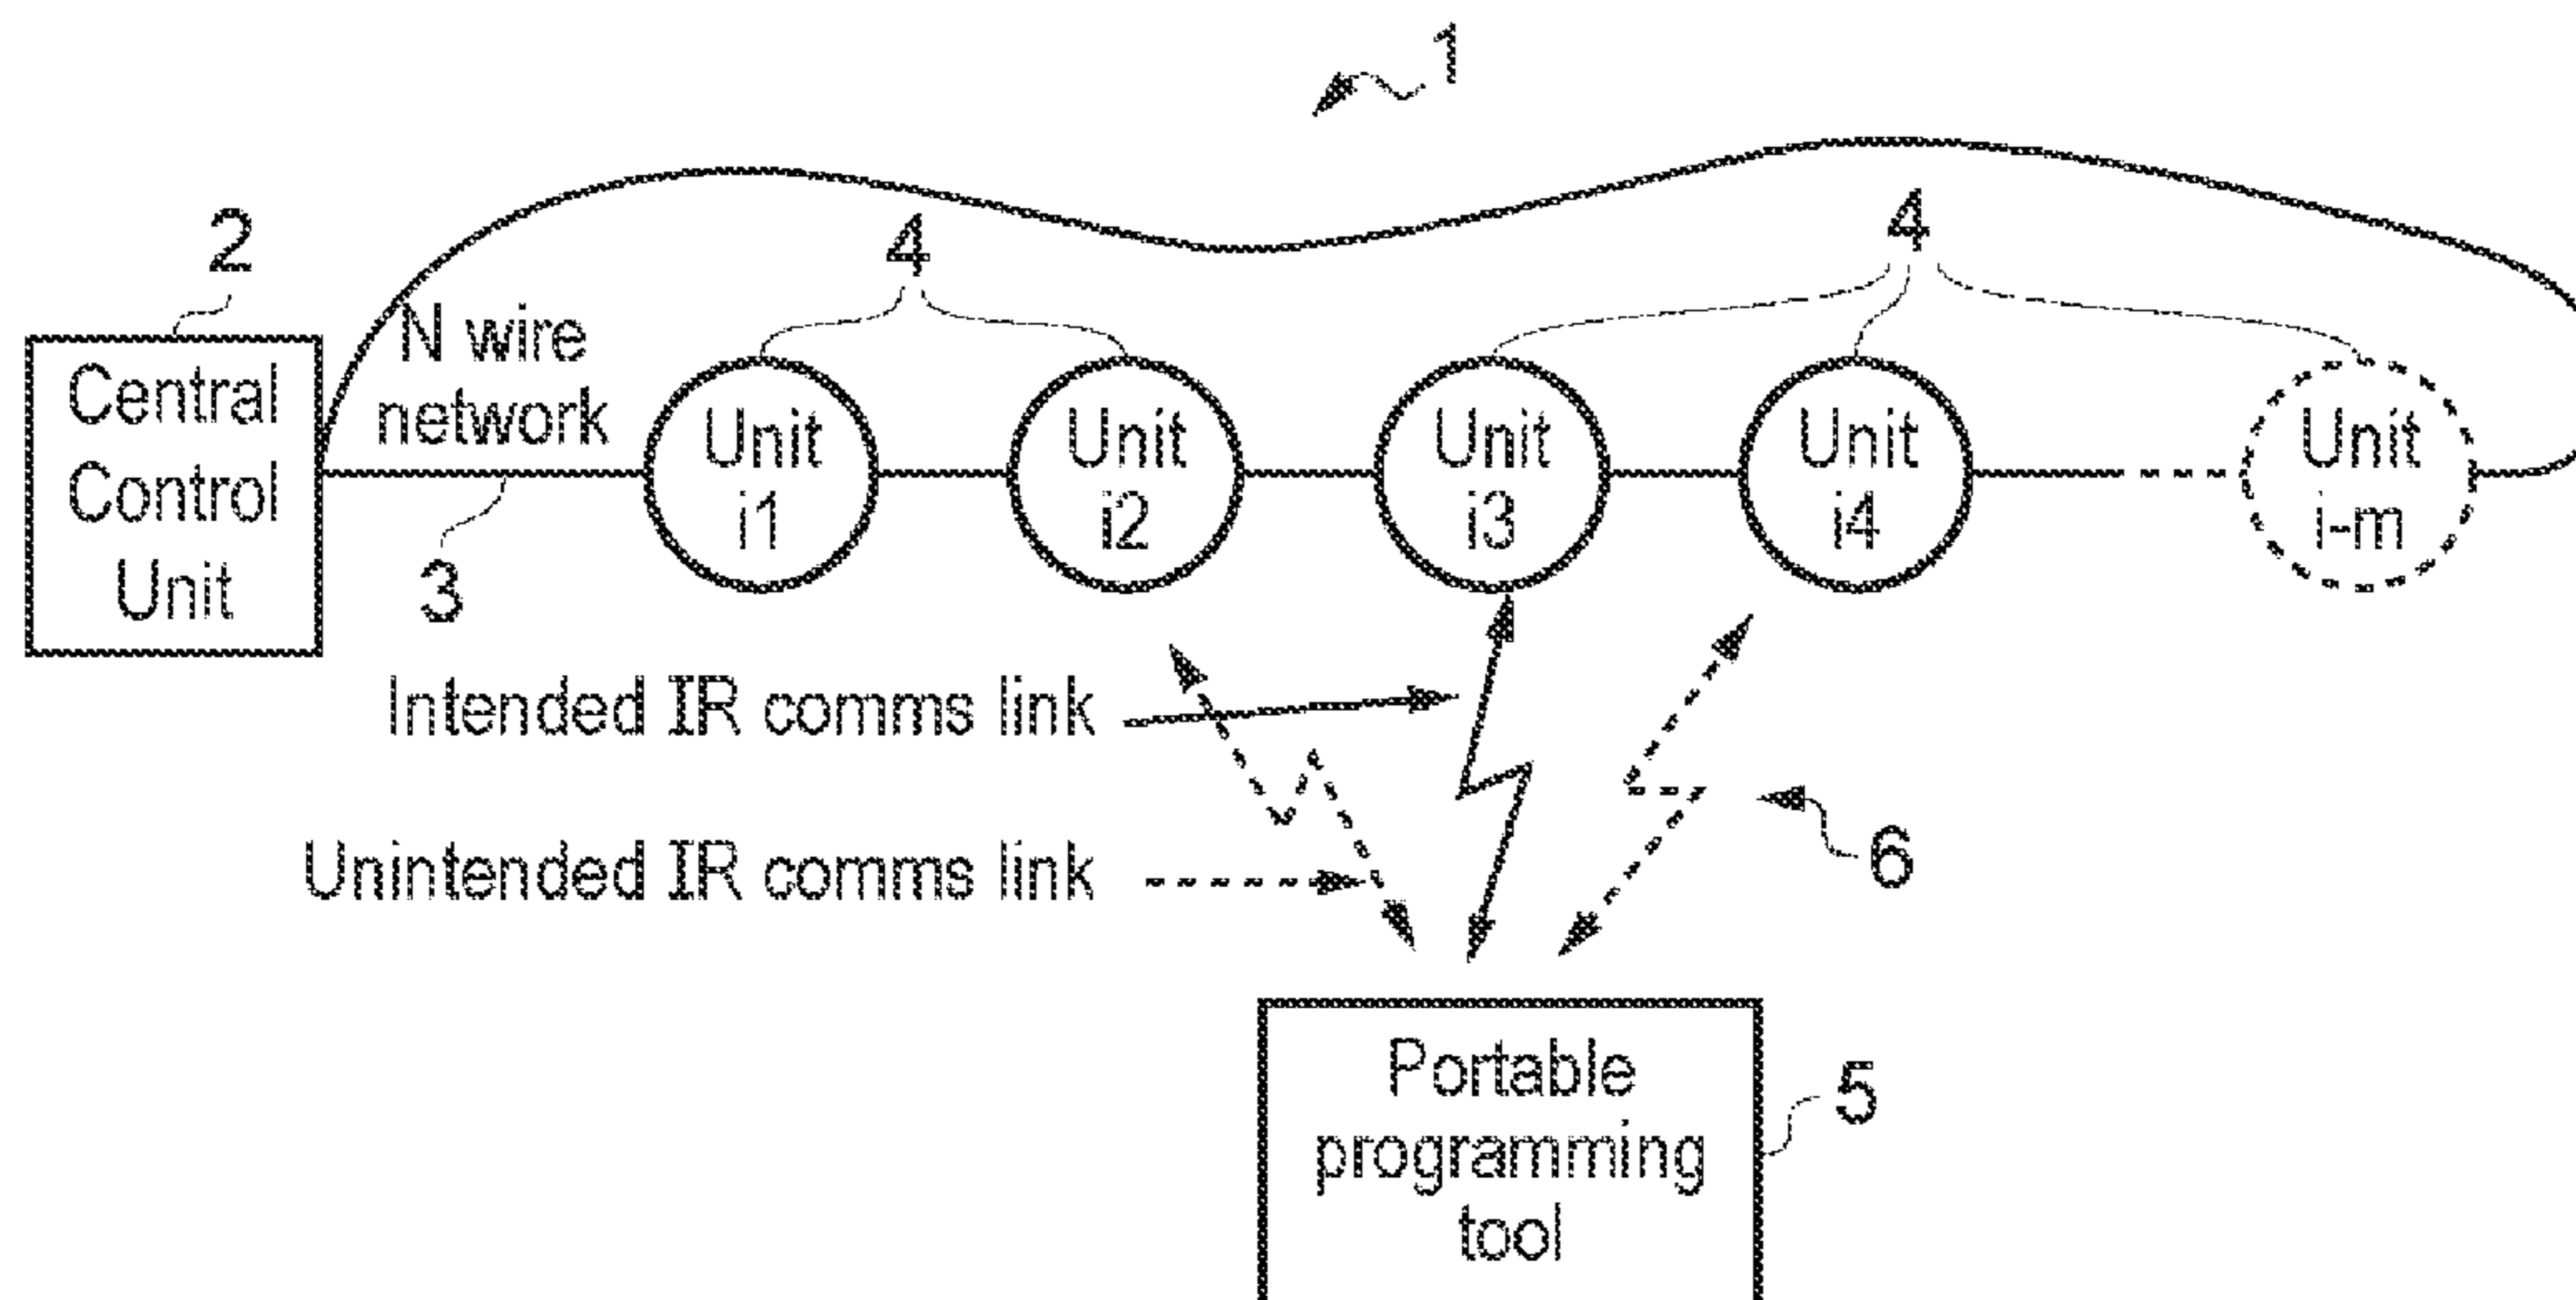 1
2
4
4
N wire
network
Central
Control
Unit
Unit
i1
Unit
i2
Unit
i3
Unit
i4
Unit
i-m
3
Intended IR comms link
Unintended IR comms link
6
Portable
programming
tool
5